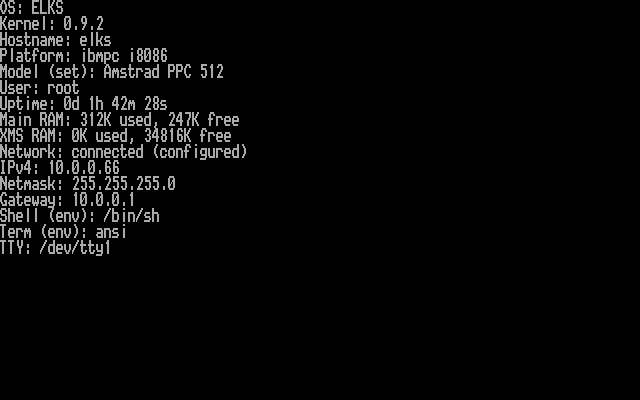 OS: ELKS
Kernel: 0.9.2
Hostname: elks
Platform: ibmpc i8086
Model (set): Amstrad PPC 512
User: root
Uptime: 0d 1h 42m 28s
Main RAM: 312K used, 247K free
XMS RAM: 0K used, 34816K free
Network: connected (configured)
IPv4: 10.0.0.66
Netmask: 255.255.255.0
Gateway: 10.0.0.1
Shell (env): /bin/sh
Term (env): ansi
TTY: /dev/tty1